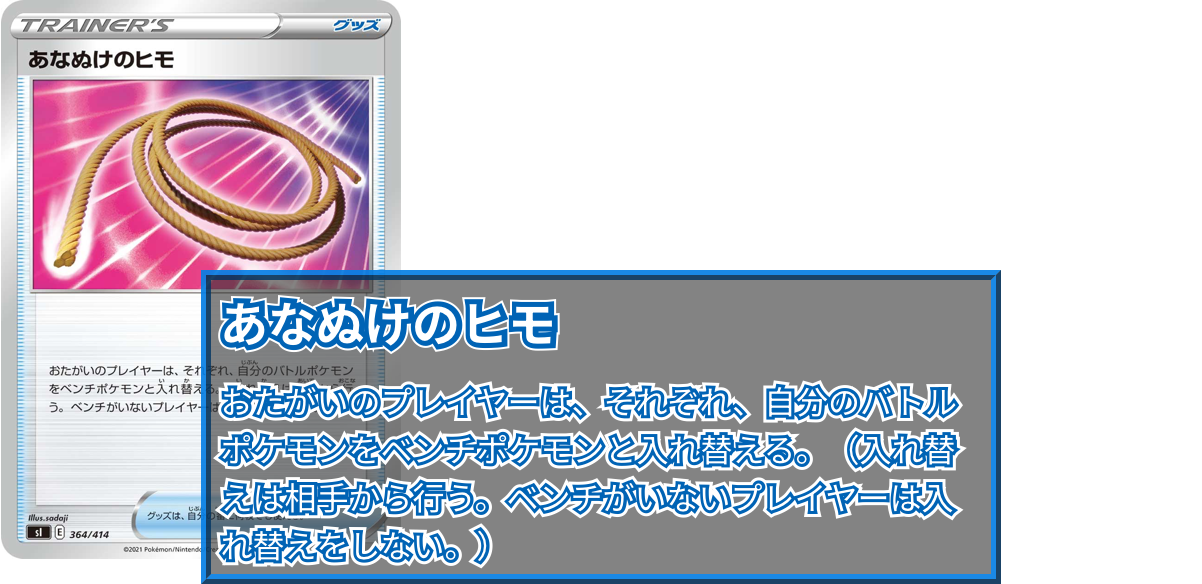 TRAINER'S グッズ
あなぬけのヒモ
おたがいのプレイヤーは、それぞれ、自分のバトルポケモン
をベンチポケモンと入れ替える。
う。ベンチがいないプレイヤーは
グッズは、自分の
Illus.sadaji
sI E 364/414
©2021 Pokémon/Nintendo
あなぬけのヒモ
おたがいのプレイヤーは、それぞれ、自分のバトル
ポケモンをベンチポケモンと入れ替える。（入れ替
えは相手から行う。ベンチがいないプレイヤーは入
れ替えをしない。）